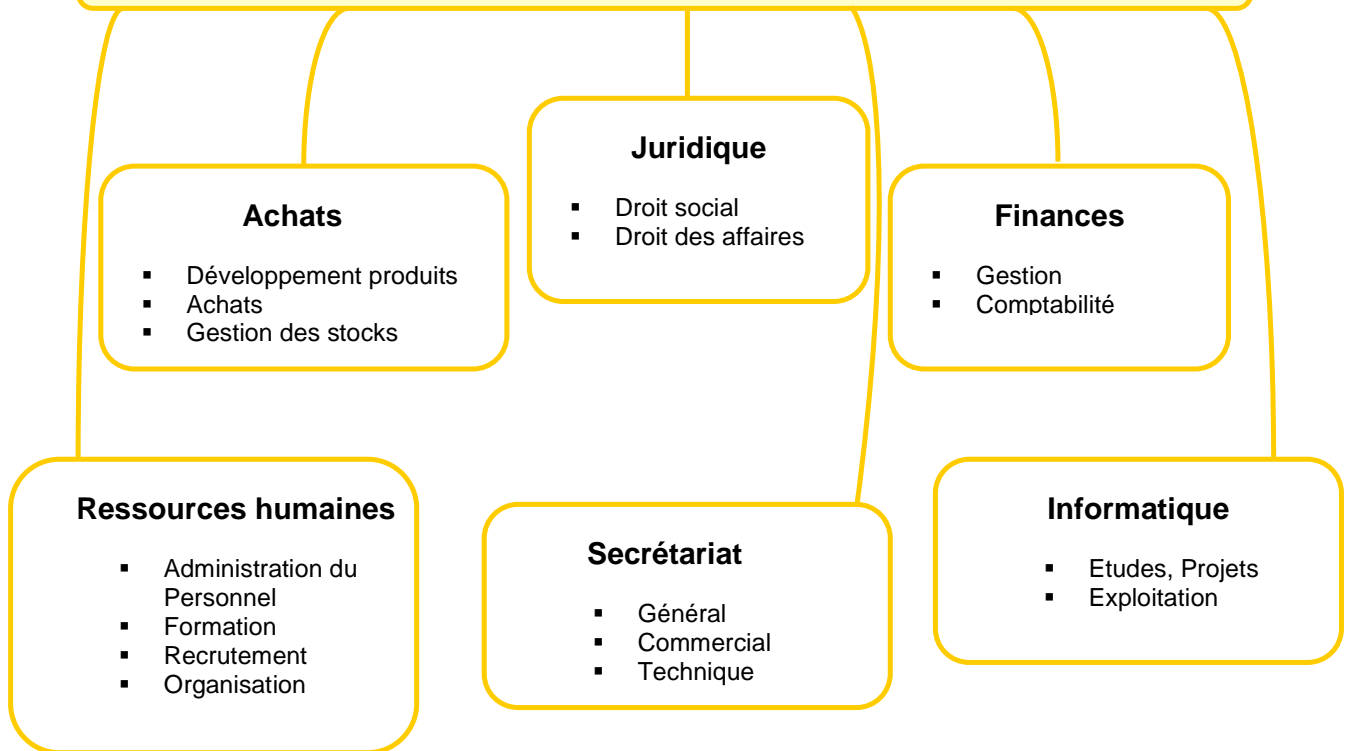 Juridique
▪ Droit social
▪ Droit des affaires
Achats
▪ Développement produits
▪ Achats
▪ Gestion des stocks
Finances
▪ Gestion
▪ Comptabilité
Ressources humaines
▪ Administration du
Personnel
▪ Formation
▪ Recrutement
▪ Organisation
Secrétariat
▪ Général
▪ Commercial
▪ Technique
Informatique
▪ Etudes, Projets
▪ Exploitation